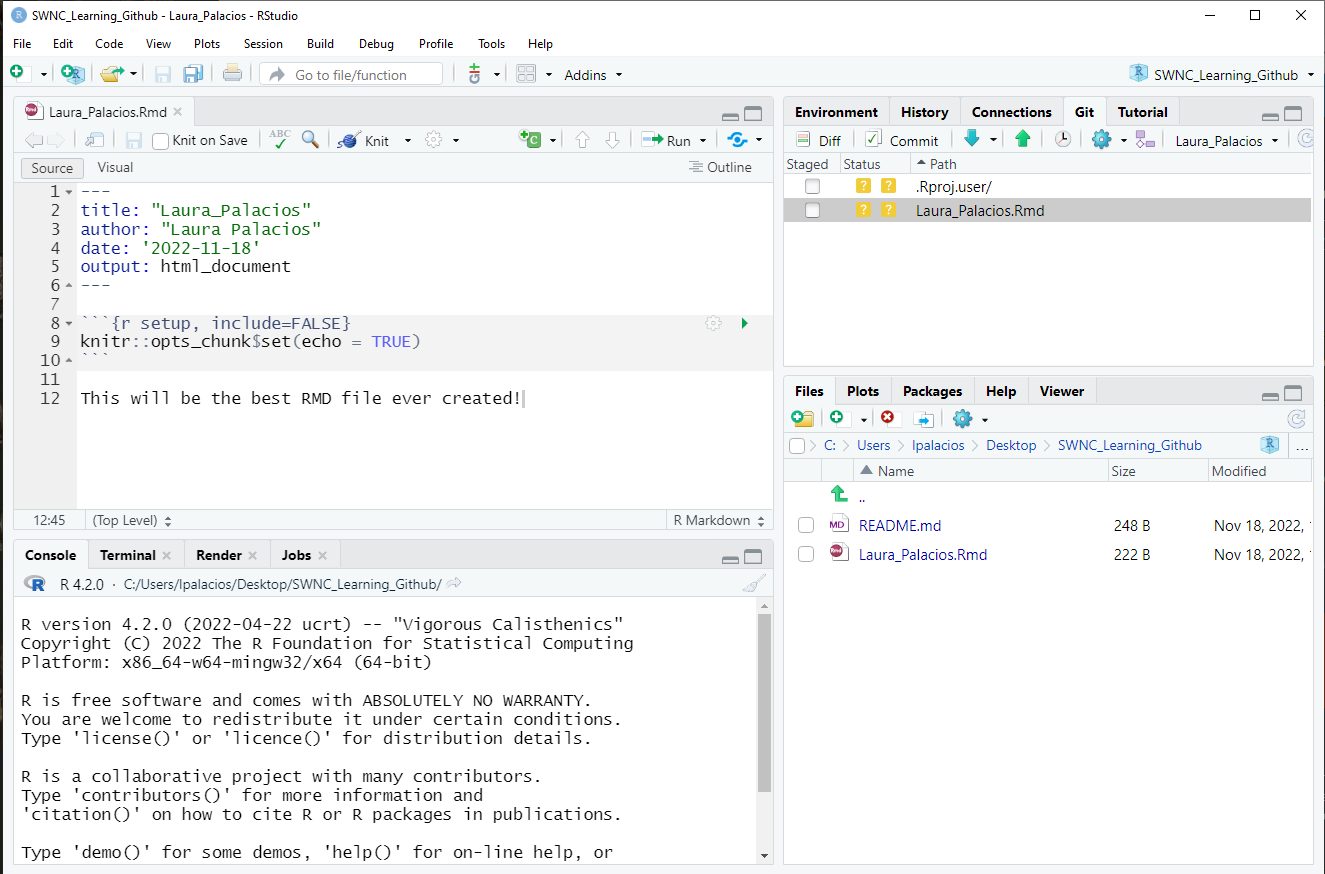 SWNC_Learning_Github - Laura_Palacios - RStudio
File Edit Code View Plots Session Build Debug Profile Tools Help
Go to file/function Addins SWNC_Learning_Github
Laura_Palacios.Rmd
Knit on Save ABC Knit Run
Source Visual Outline
1 ---
2 title: "Laura_Palacios"
3 author: "Laura Palacios"
4 date: '2022-11-18'
5 output: html_document
6 ---
7
8 ```{r setup, include=FALSE}
9 knitr::opts_chunk$set(echo = TRUE)
10 ```
11
12 This will be the best RMD file ever created!
12:45 (Top Level) R Markdown
Console Terminal Render Jobs
R 4.2.0 · C:/Users/lpalacios/Desktop/SWNC_Learning_Github/
R version 4.2.0 (2022-04-22 ucrt) -- "Vigorous Calisthenics"
Copyright (C) 2022 The R Foundation for Statistical Computing
Platform: x86_64-w64-mingw32/x64 (64-bit)
R is free software and comes with ABSOLUTELY NO WARRANTY.
You are welcome to redistribute it under certain conditions.
Type 'license()' or 'licence()' for distribution details.
R is a collaborative project with many contributors.
Type 'contributors()' for more information and
'citation()' on how to cite R or R packages in publications.
Type 'demo()' for some demos, 'help()' for on-line help, or
Environment History Connections Git Tutorial
Diff Commit Laura_Palacios
Staged Status Path
? ? .Rproj.user/
? ? Laura_Palacios.Rmd
Files Plots Packages Help Viewer
C: Users lpalacios Desktop SWNC_Learning_Github ...
Name Size Modified
..
MD README.md 248 B Nov 18, 2022,
Rmd Laura_Palacios.Rmd 222 B Nov 18, 2022,